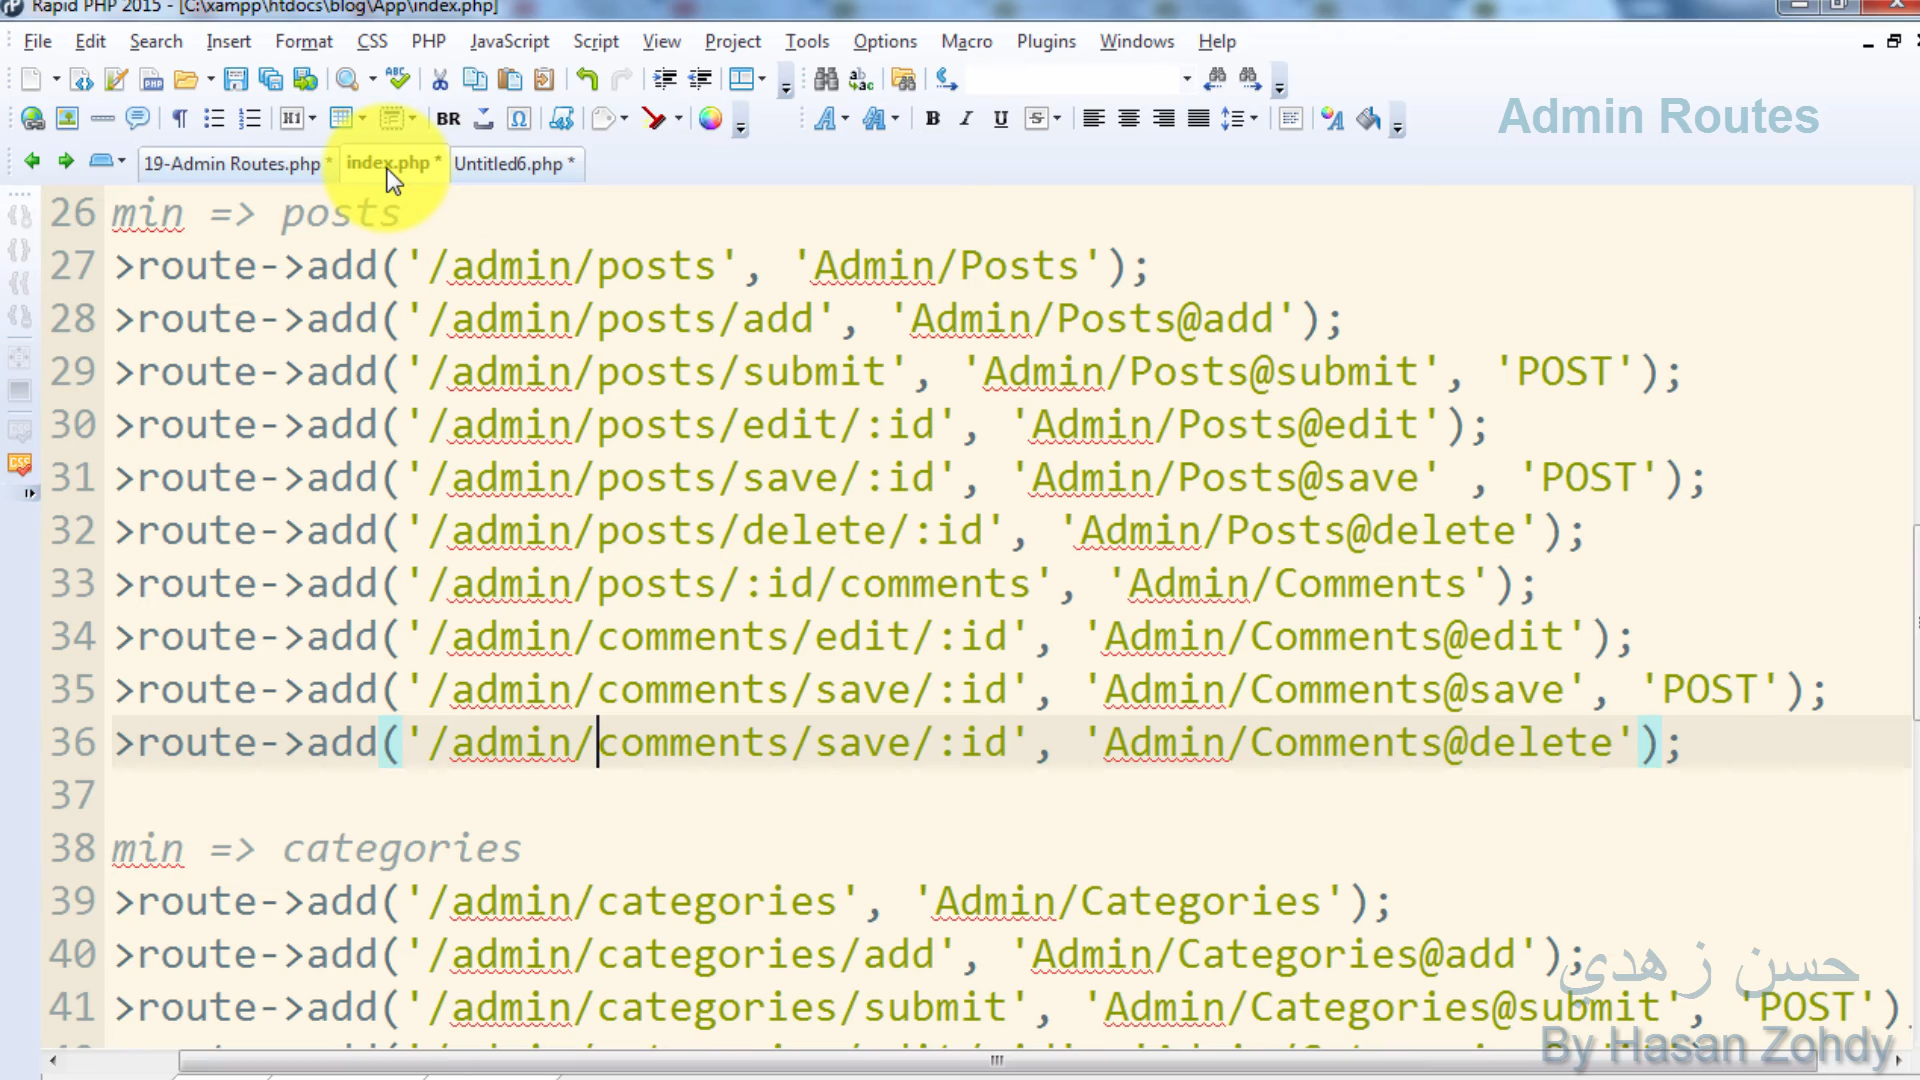 Rapid PHP 2015 - [C:\xampp\htdocs\blog\App\index.php]
File Edit Search Insert Format CSS PHP JavaScript Script View Project Tools Options Macro Plugins Windows Help
ABC
ab
ac
H1
BR
B I U S
Admin Routes
19-Admin Routes.php * index.php * Untitled6.php *
26 min => posts
27 >route->add('/admin/posts', 'Admin/Posts');
28 >route->add('/admin/posts/add', 'Admin/Posts@add');
29 >route->add('/admin/posts/submit', 'Admin/Posts@submit', 'POST');
30 >route->add('/admin/posts/edit/:id', 'Admin/Posts@edit');
31 >route->add('/admin/posts/save/:id', 'Admin/Posts@save' , 'POST');
32 >route->add('/admin/posts/delete/:id', 'Admin/Posts@delete');
33 >route->add('/admin/posts/:id/comments', 'Admin/Comments');
34 >route->add('/admin/comments/edit/:id', 'Admin/Comments@edit');
35 >route->add('/admin/comments/save/:id', 'Admin/Comments@save', 'POST');
36 >route->add('/admin/comments/save/:id', 'Admin/Comments@delete');
37
38 min => categories
39 >route->add('/admin/categories', 'Admin/Categories');
40 >route->add('/admin/categories/add', 'Admin/Categories@add');
41 >route->add('/admin/categories/submit', 'Admin/Categories@submit', 'POST')
حسن زهدي
By Hasan Zohdy